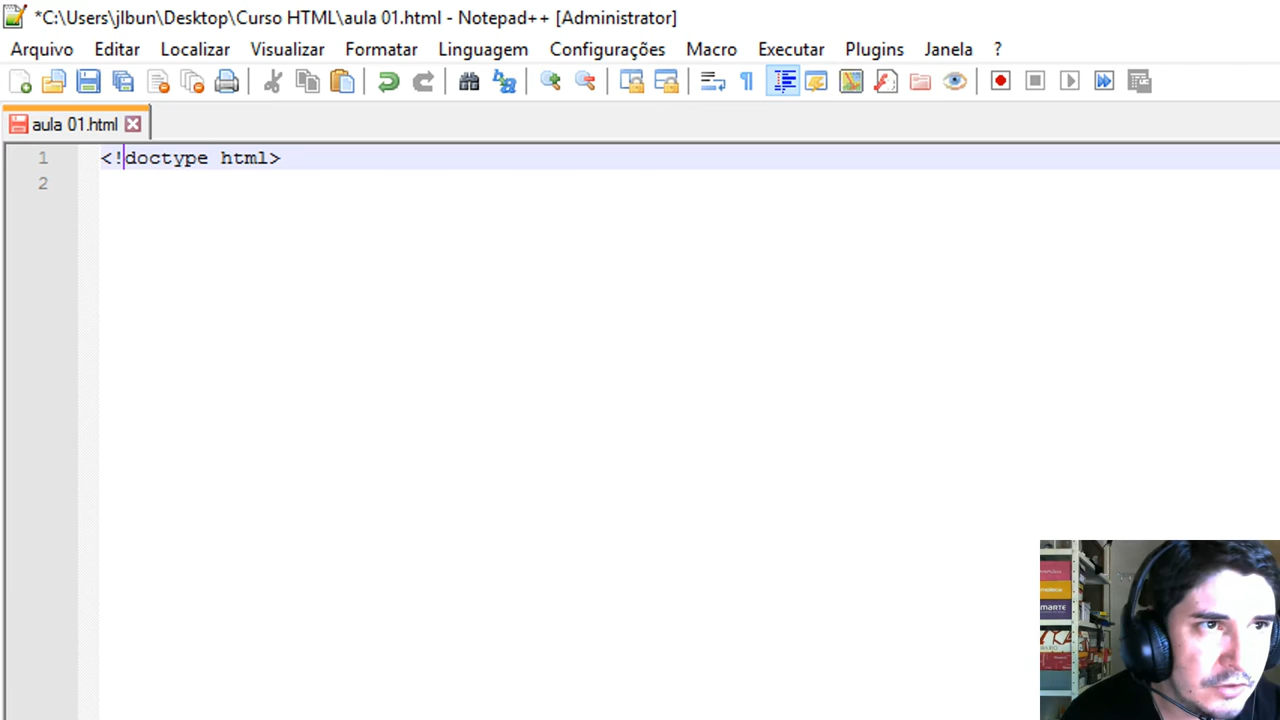 *C:\Users\jlbun\Desktop\Curso HTML\aula 01.html - Notepad++ [Administrator]
Arquivo Editar Localizar Visualizar Formatar Linguagem Configurações Macro Executar Plugins Janela ?
aula 01.html
1 <!doctype html>
2